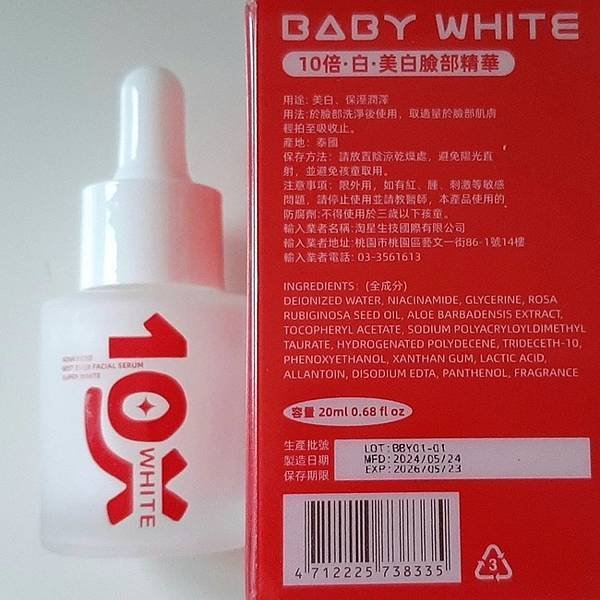 BABY WHITE
10倍·白·美白臉部精華
用途: 美白、保溼潤澤
用法:於臉部洗淨後使用，取適量於臉部肌膚
輕拍至吸收止。
產地: 泰國
保存方法: 請放置陰涼乾燥處，避免陽光直
射，並避免孩童取用。
注意事項: 限外用，如有紅、腫、刺激等敏感
問題，請停止使用並請教醫師，本產品使用的
防腐劑:不得使用於三歲以下孩童。
輸入業者名稱:淘星生技國際有限公司
輸入業者地址:桃園市桃園區藝文一街86-1號14樓
輸入業者電話: 03-3561613
INGREDIENTS: (全成分)
DEIONIZED WATER, NIACINAMIDE, GLYCERINE, ROSA
RUBIGINOSA SEED OIL, ALOE BARBADENSIS EXTRACT,
TOCOPHERYL ACETATE, SODIUM POLYACRYLOYLDIMETHYL
TAURATE, HYDROGENATED POLYDECENE, TRIDECETH-10,
PHENOXYETHANOL, XANTHAN GUM, LACTIC ACID,
ALLANTOIN, DISODIUM EDTA, PANTHENOL, FRAGRANCE
容量 20ml 0.68 fl oz
生產批號 LOT: BBY01-01
製造日期 MFD: 2024/05/24
保存期限 EXP: 2026/05/23
4 712225 738335
3
10X
WHITE
FACIAL SERUM
WHITE